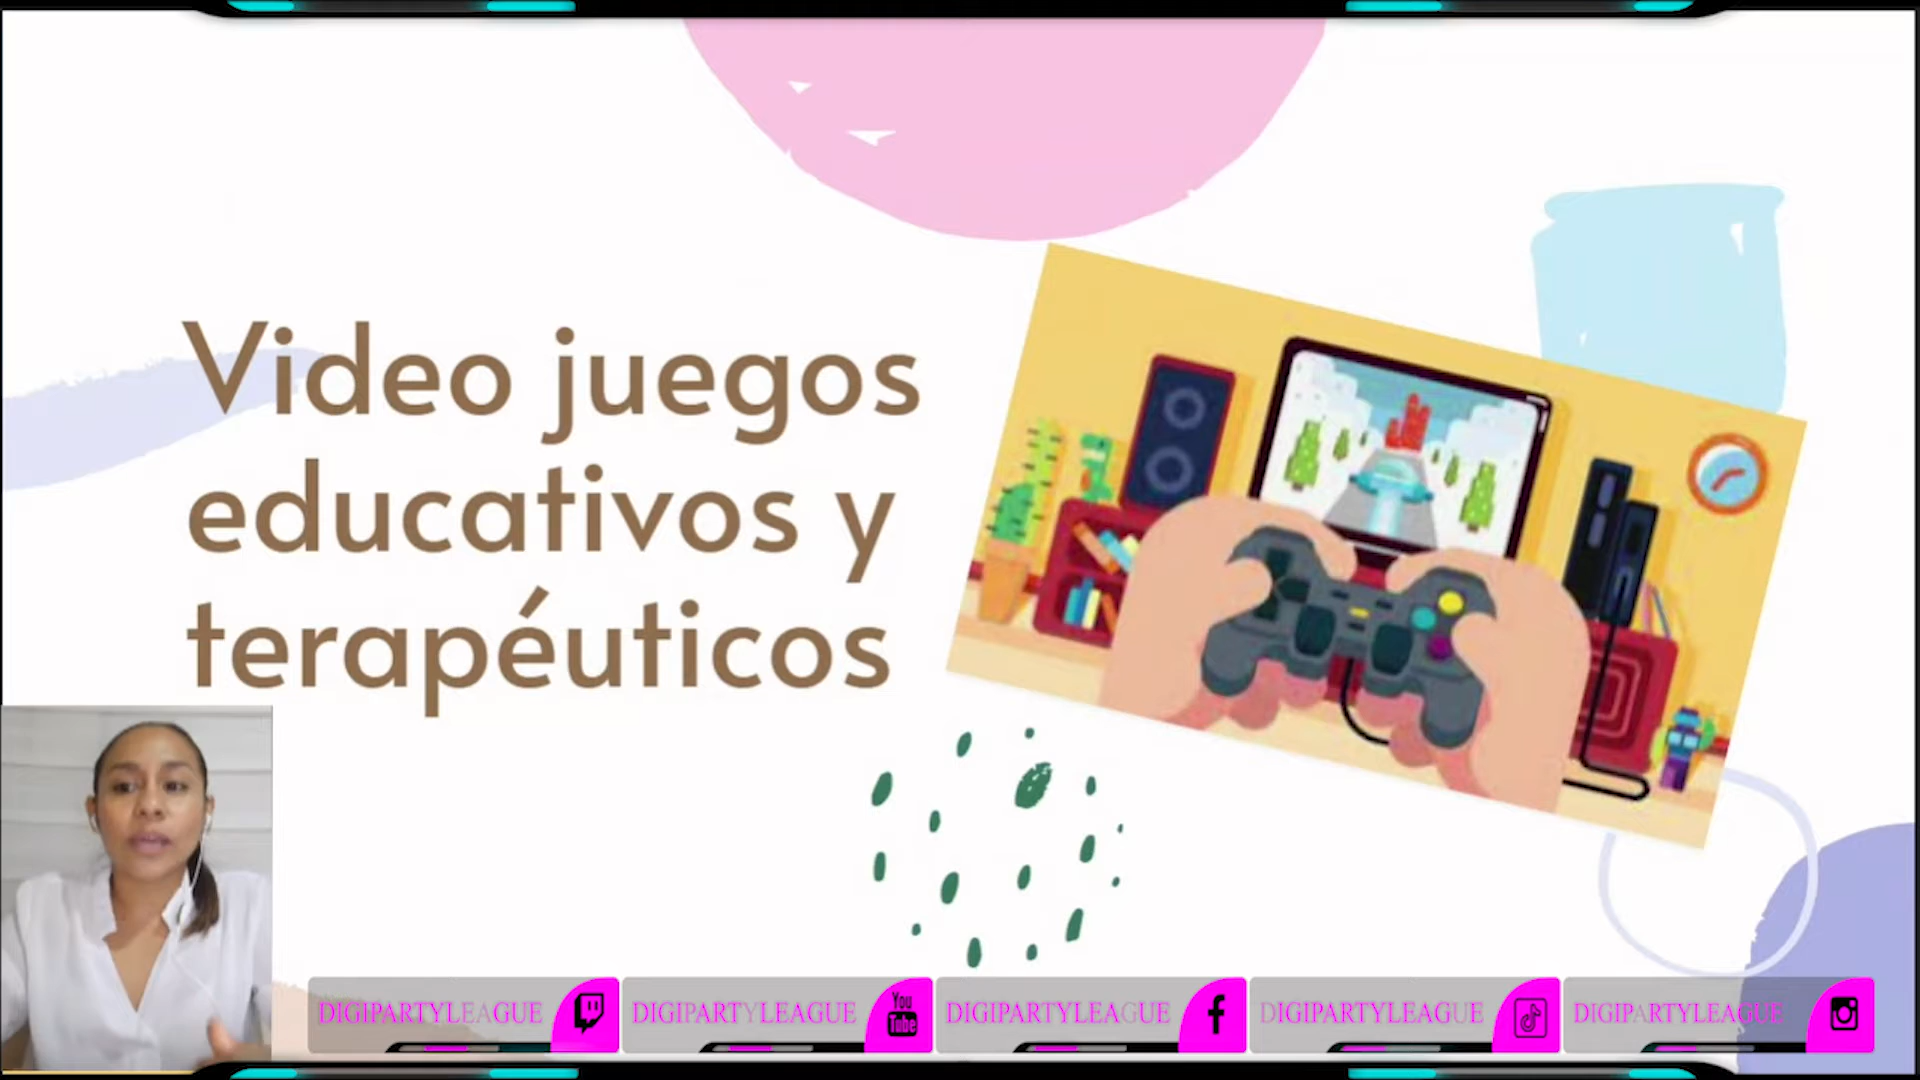 Video juegos
educativos y
terapéuticos
DIGIPARTYLEAGUE
You
Tube
DIGIPARTYLEAGUE
DIGIPARTYLEAGUE
DIGIPARTYLEAGUE
DIGIPARTYLEAGUE